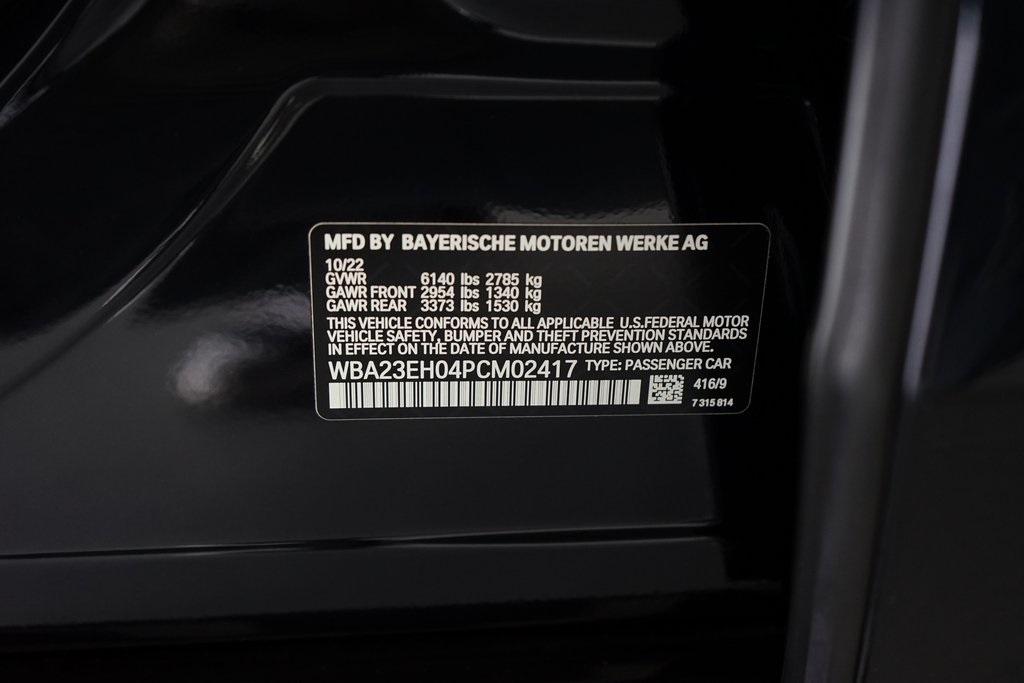 MFD BY BAYERISCHE MOTOREN WERKE AG
10/22
GVWR 6140 lbs 2785 kg
GAWR FRONT 2954 lbs 1340 kg
GAWR REAR 3373 lbs 1530 kg
THIS VEHICLE CONFORMS TO ALL APPLICABLE U.S.FEDERAL MOTOR
VEHICLE SAFETY, BUMPER AND THEFT PREVENTION STANDARDS
IN EFFECT ON THE DATE OF MANUFACTURE SHOWN ABOVE.
WBA23EH04PCM02417 TYPE: PASSENGER CAR
416/9
7 315 814